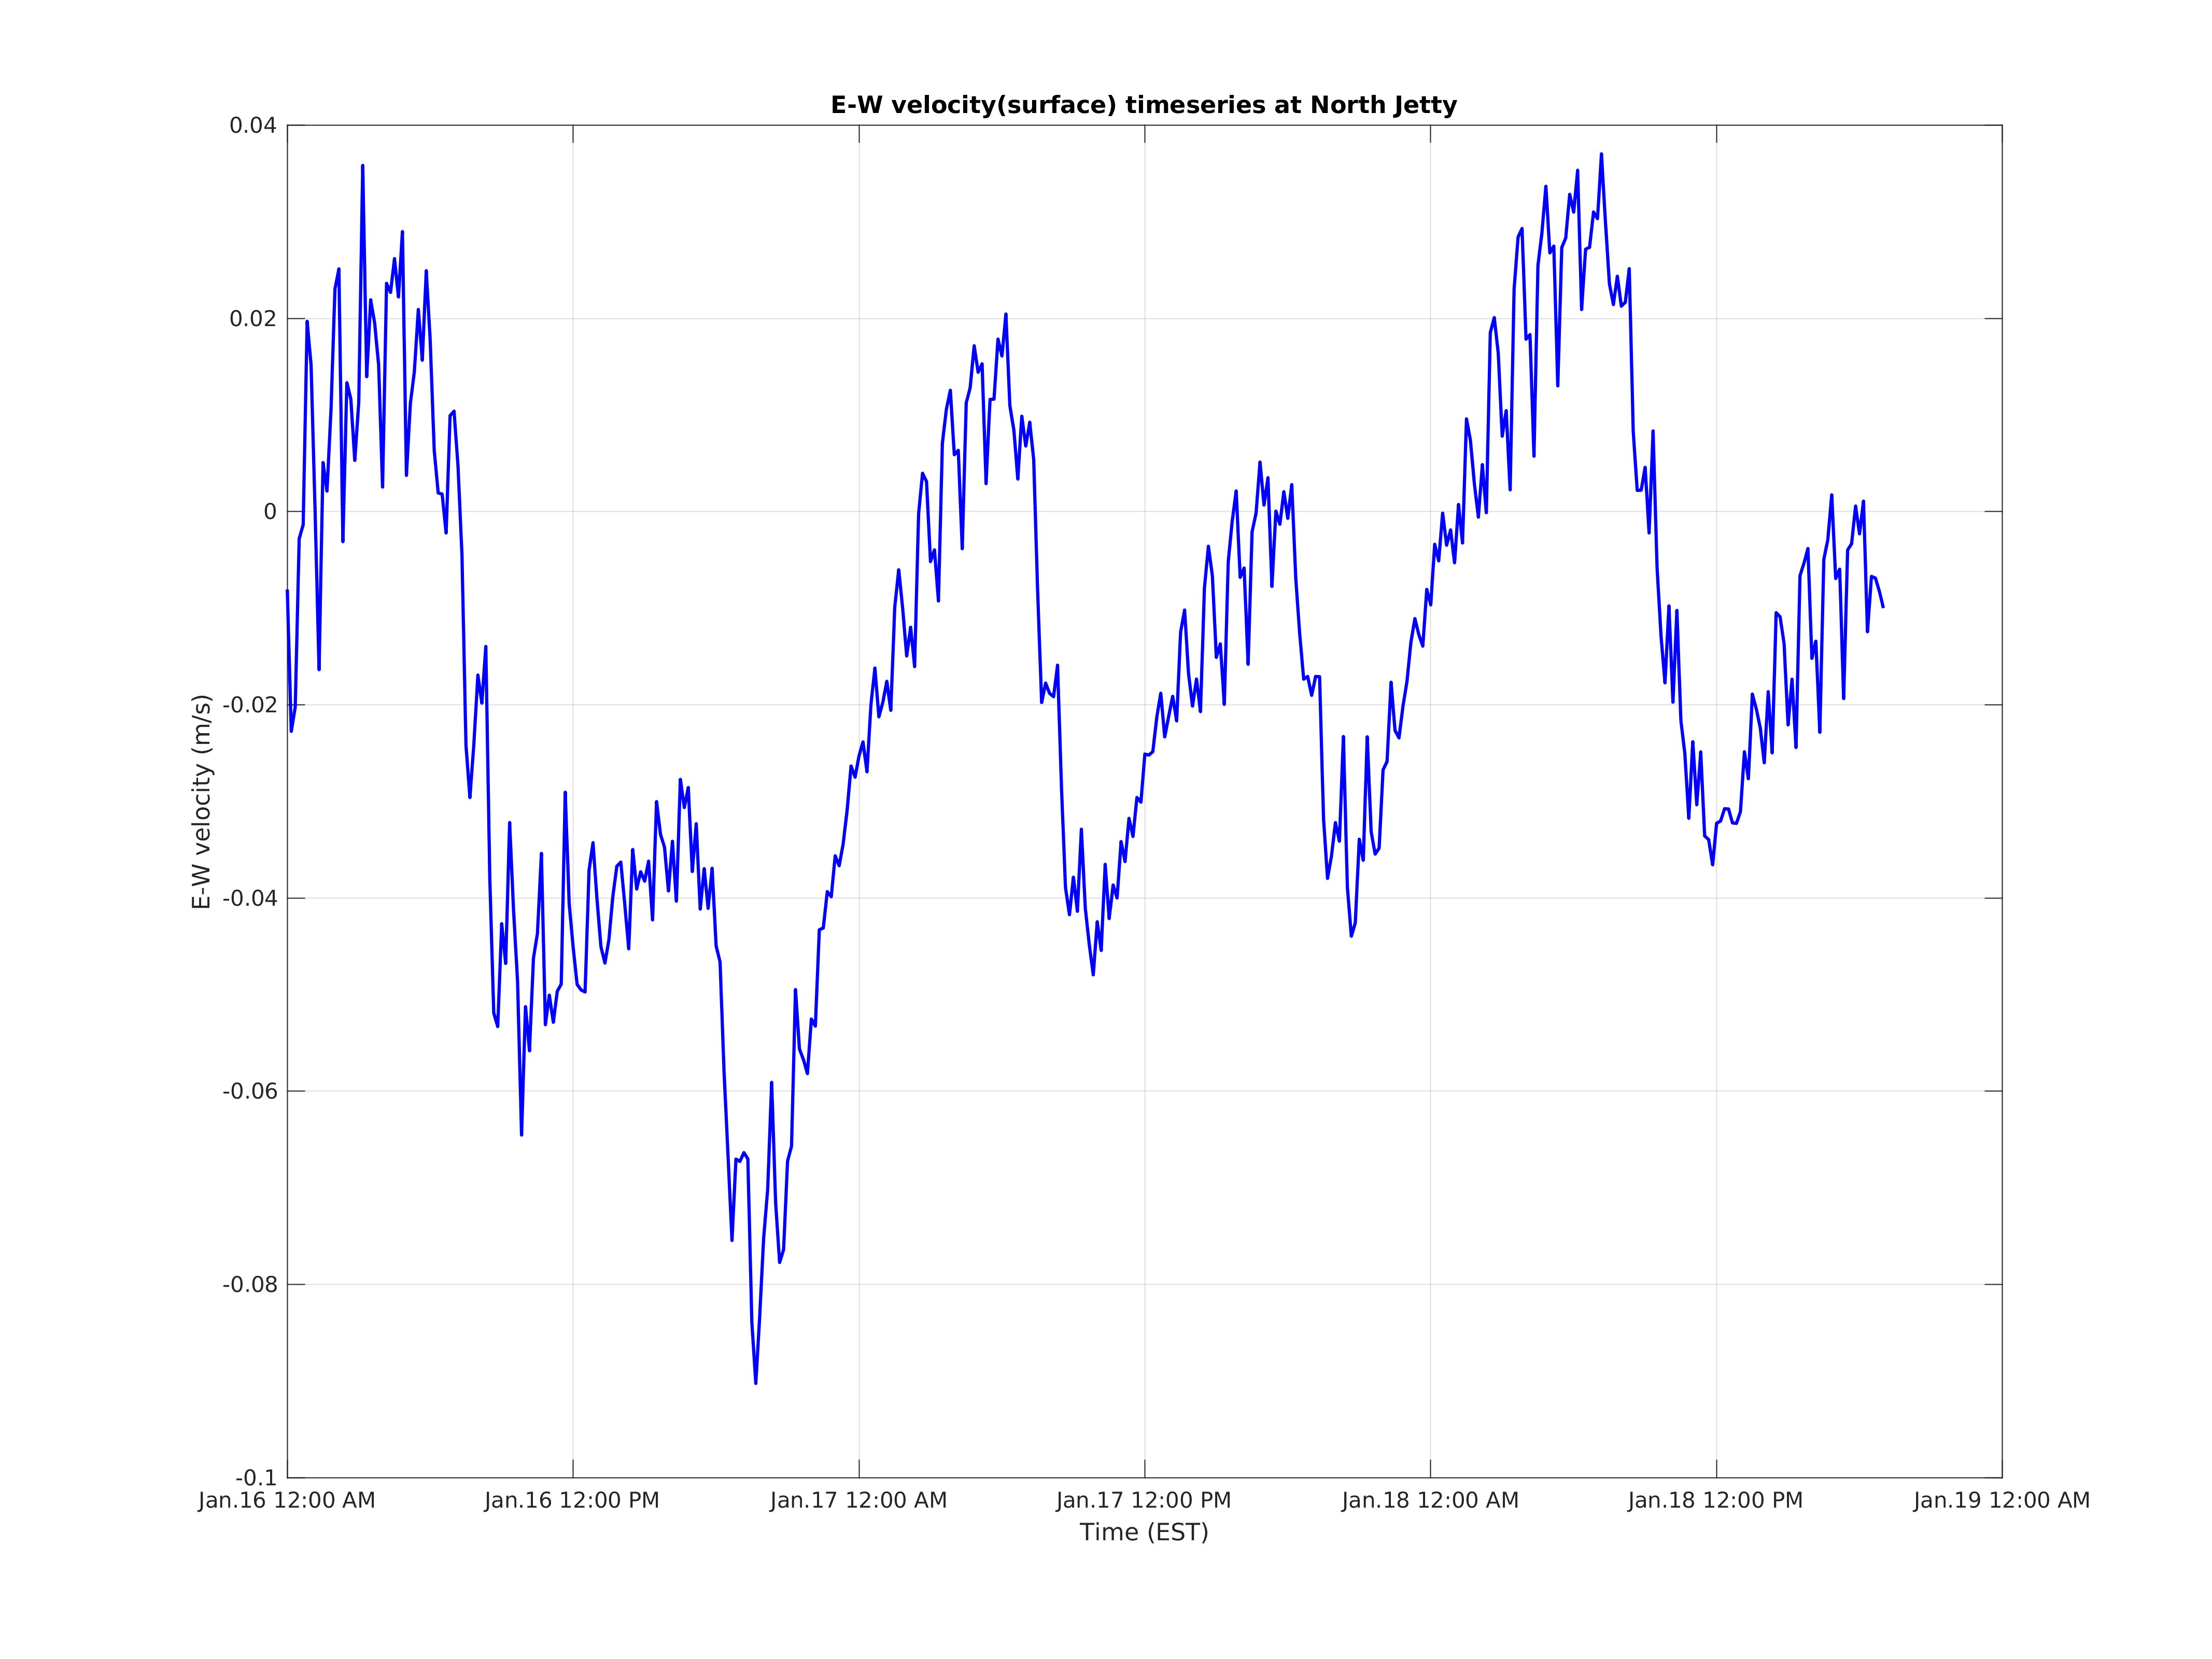 E-W velocity(surface) timeseries at North Jetty
0.04
0.02
0
-0.02
-0.04
-0.06
-0.08
-0.1
E-W velocity (m/s)
Jan.16 12:00 AM Jan.16 12:00 PM Jan.17 12:00 AM Jan.17 12:00 PM Jan.18 12:00 AM Jan.18 12:00 PM Jan.19 12:00 AM
Time (EST)